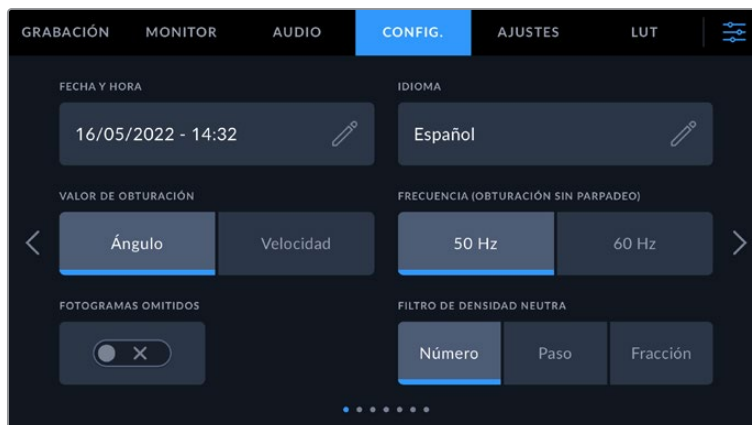 GRABACIÓN MONITOR AUDIO CONFIG. AJUSTES LUT
FECHA Y HORA IDIOMA
16/05/2022 - 14:32 Español
VALOR DE OBTURACIÓN FRECUENCIA (OBTURACIÓN SIN PARPADEO)
Ángulo Velocidad 50 Hz 60 Hz
FOTOGRAMAS OMITIDOS FILTRO DE DENSIDAD NEUTRA
Número Paso Fracción